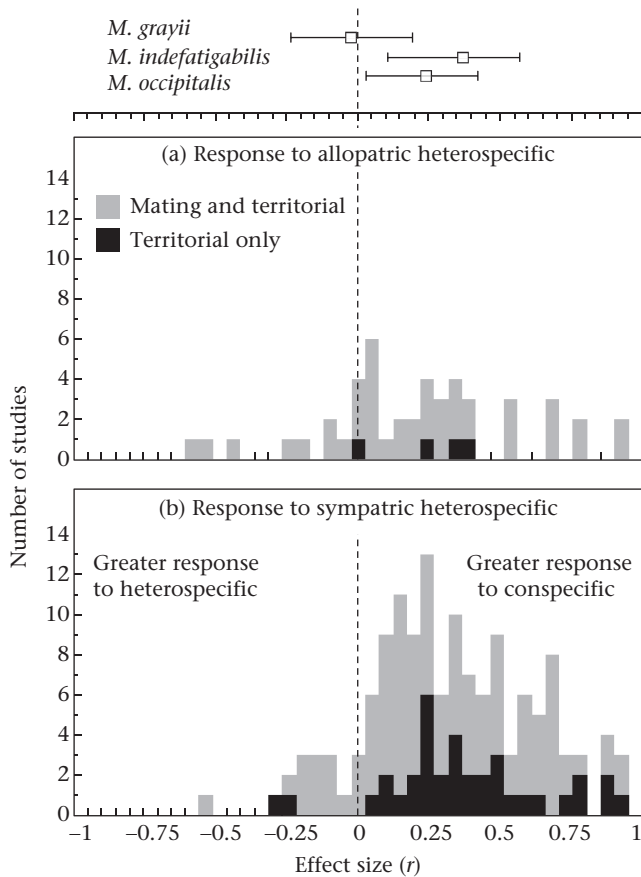 M. grayii
M. indefatigabilis
M. occipitalis
(a) Response to allopatric heterospecific
14
12
10
8
6
4
2
0
Mating and territorial
Territorial only
Number of studies
(b) Response to sympatric heterospecific
14
12
10
8
6
4
2
0
Greater response
to heterospecific
Greater response
to conspecific
−1 −0.75 −0.5 −0.25 0 0.25 0.5 0.75 1
Effect size (r)